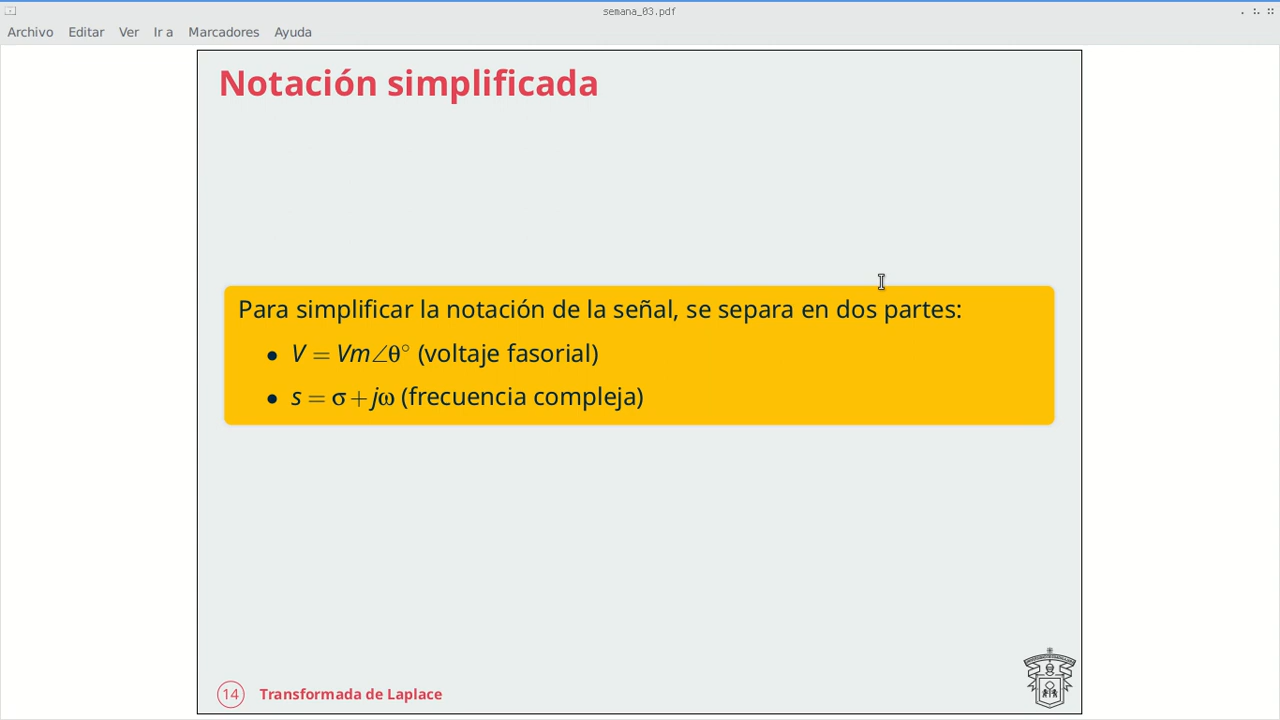 semana_03.pdf
Archivo Editar Ver Ir a Marcadores Ayuda
Notación simplificada
Para simplificar la notación de la señal, se separa en dos partes:
• V = Vm∠θ° (voltaje fasorial)
• s = σ + jω (frecuencia compleja)
14 Transformada de Laplace